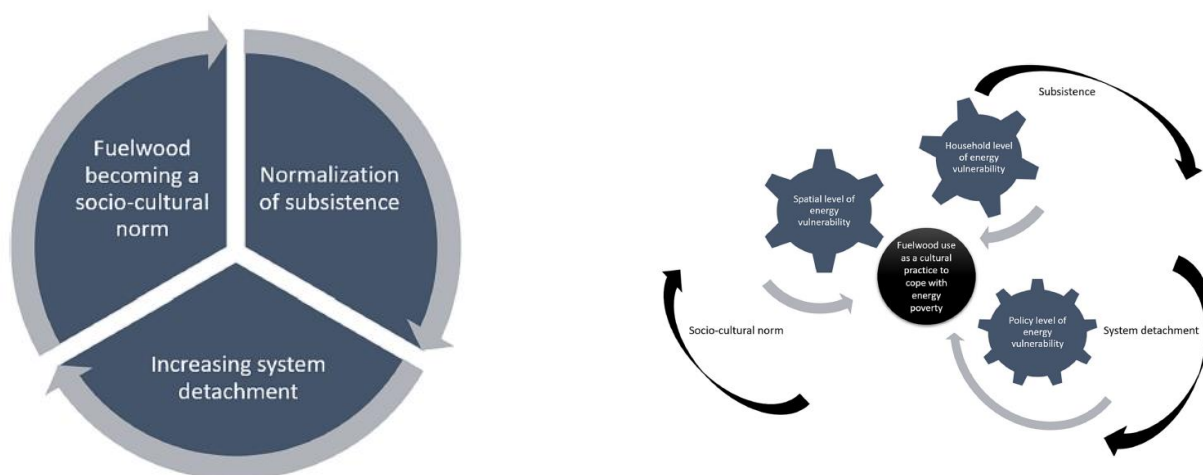 Fuelwood
becoming a
socio-cultural
norm
Normalization
of subsistence
Increasing system
detachment
Subsistence
Household level
of energy
vulnerability
Spatial level of
energy
vulnerability
Fuelwood use
as a cultural
practice to
cope with
energy
poverty
Policy level of
energy
vulnerability
System detachment
Socio-cultural norm